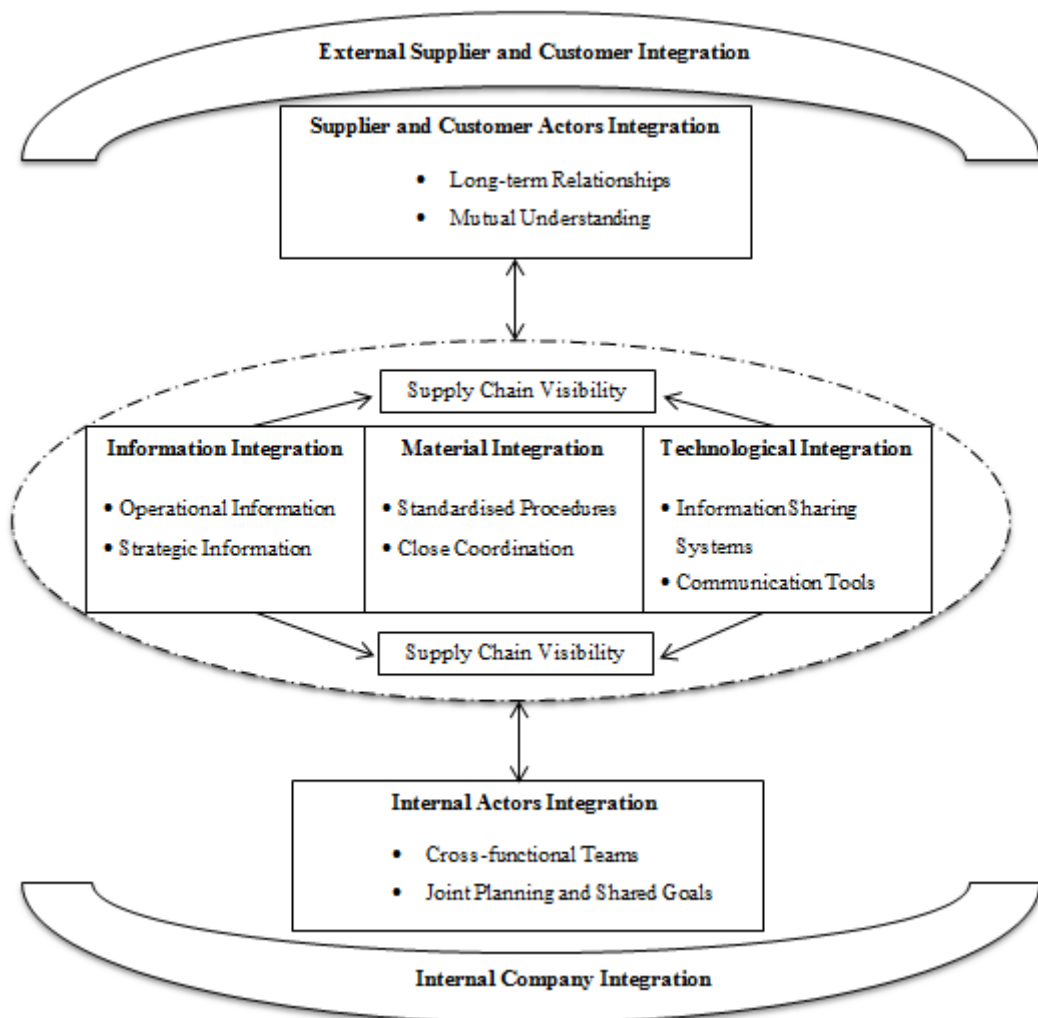 External Supplier and Customer Integration
Supplier and Customer Actors Integration
• Long-term Relationships
• Mutual Understanding
Supply Chain Visibility
Information Integration
• Operational Information
• Strategic Information
Material Integration
• Standardised Procedures
• Close Coordination
Technological Integration
• Information Sharing
Systems
• Communication Tools
Supply Chain Visibility
Internal Actors Integration
• Cross-functional Teams
• Joint Planning and Shared Goals
Internal Company Integration